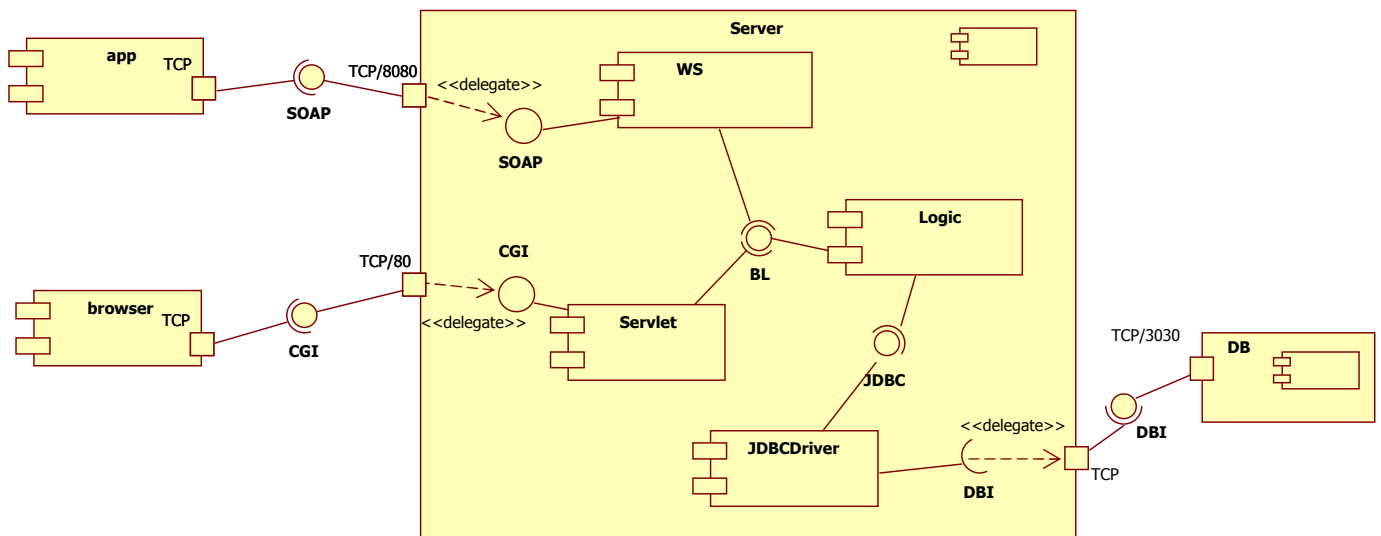 Server
app
TCP
SOAP
TCP/8080
<<delegate>>
SOAP
WS
Logic
BL
CGI
TCP/80
<<delegate>>
Servlet
browser
TCP
CGI
JDBC
JDBCDriver
DBI
<<delegate>>
TCP
DBI
TCP/3030
DB